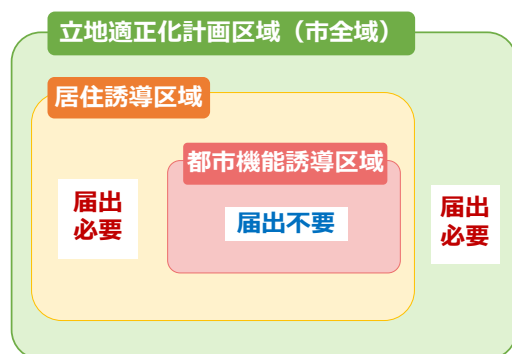 立地適正化計画区域（市全域）
居住誘導区域
都市機能誘導区域
届出
必要
届出不要
届出
必要